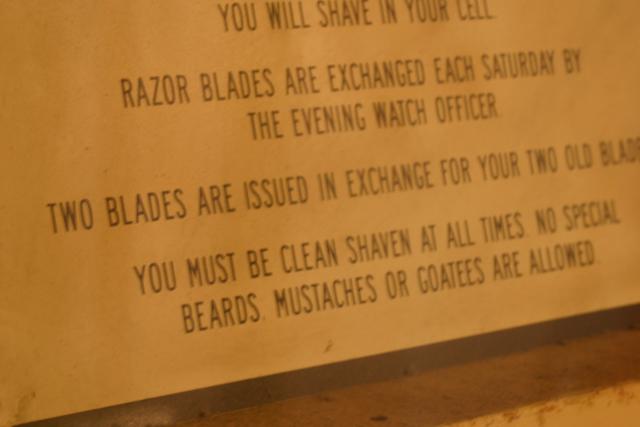 YOU WILL SHAVE IN YOUR CELL.
RAZOR BLADES ARE EXCHANGED EACH SATURDAY BY
THE EVENING WATCH OFFICER.
TWO BLADES ARE ISSUED IN EXCHANGE FOR YOUR TWO OLD BLADE
YOU MUST BE CLEAN SHAVEN AT ALL TIMES. NO SPECIAL
BEARDS, MUSTACHES OR GOATEES ARE ALLOWED.